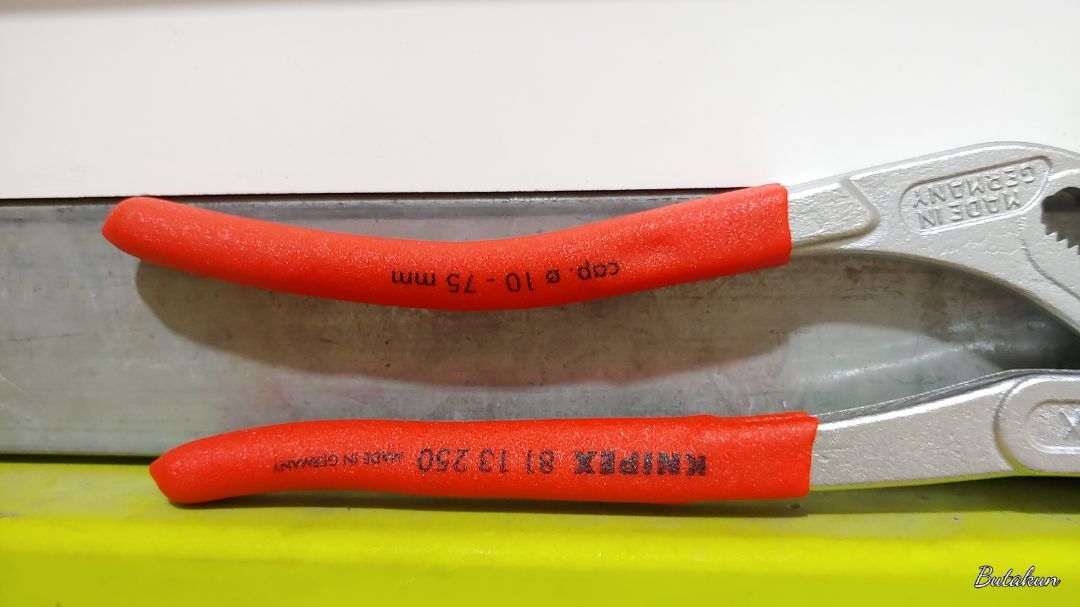 MADE IN
GERMANY
cap. ø 10 - 75 mm
X
KNIPEX 81 13 250 MADE IN GERMANY
Butakun